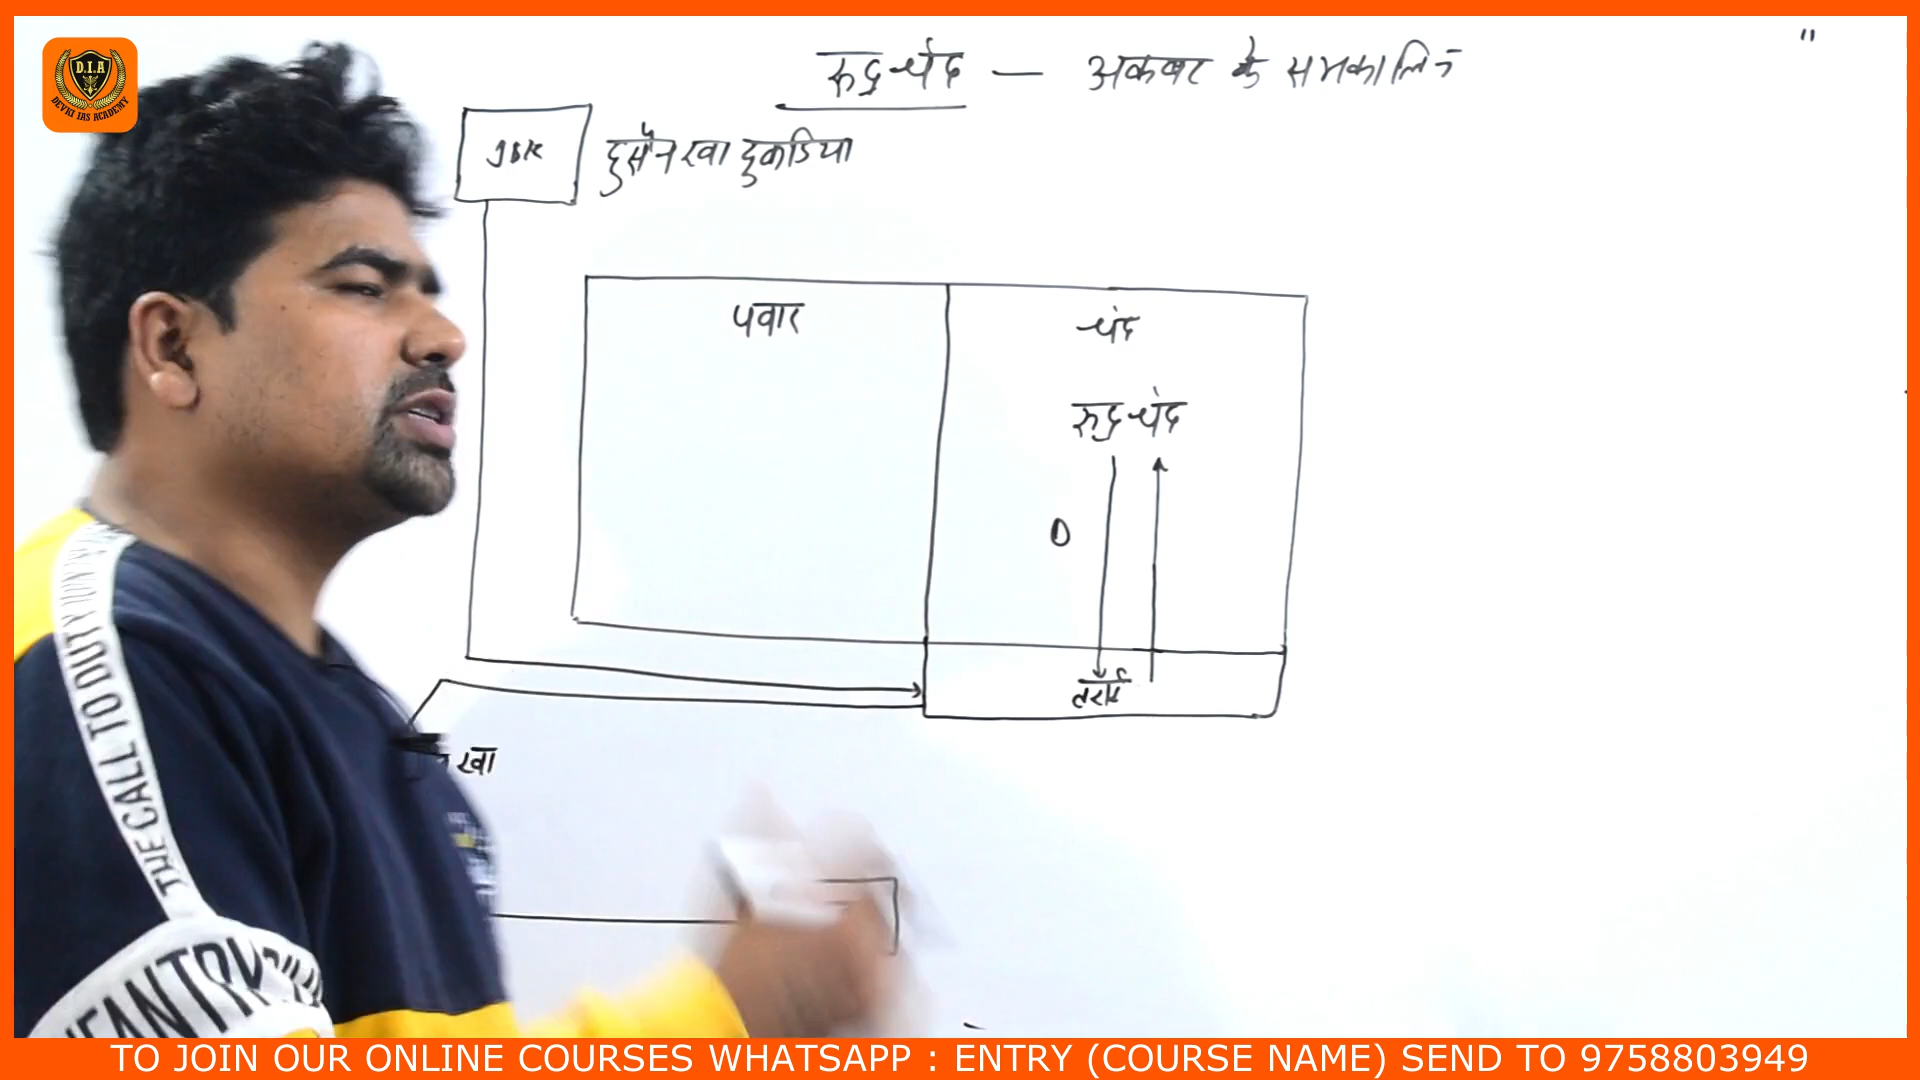 रुद्रचंद — अकबर के समकालिन
"
D.I.A
DEVKI IAS ACADEMY
हुसैन खा टुकडिया
पवार
चंद
रुद्रचंद
तराई
खा
THE CALL TO DUTY
TO JOIN OUR ONLINE COURSES WHATSAPP : ENTRY (COURSE NAME) SEND TO 9758803949